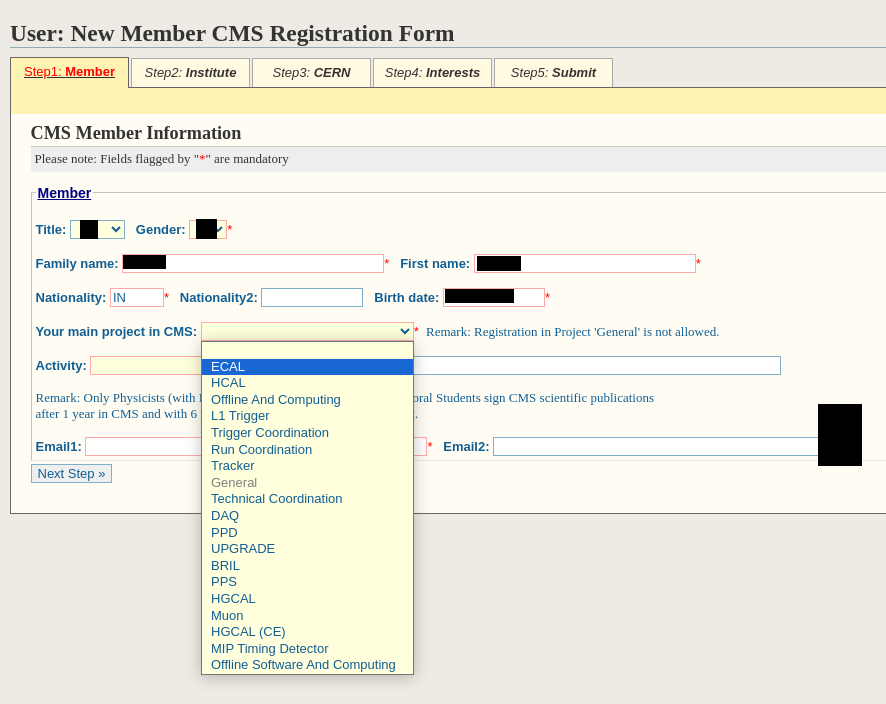 User: New Member CMS Registration Form
Step1: Member Step2: Institute Step3: CERN Step4: Interests Step5: Submit
CMS Member Information
Please note: Fields flagged by "*" are mandatory
Member
Title: Gender: *
Family name: * First name: *
Nationality: IN * Nationality2: Birth date: *
Your main project in CMS: * Remark: Registration in Project 'General' is not allowed.
Activity:
ECAL
HCAL
Offline And Computing
L1 Trigger
Trigger Coordination
Run Coordination
Tracker
General
Technical Coordination
DAQ
PPD
UPGRADE
BRIL
PPS
HGCAL
Muon
HGCAL (CE)
MIP Timing Detector
Offline Software And Computing
Remark: Only Physicists (with Students sign CMS scientific publications
after 1 year in CMS and with 6
Email1: * Email2:
Next Step »